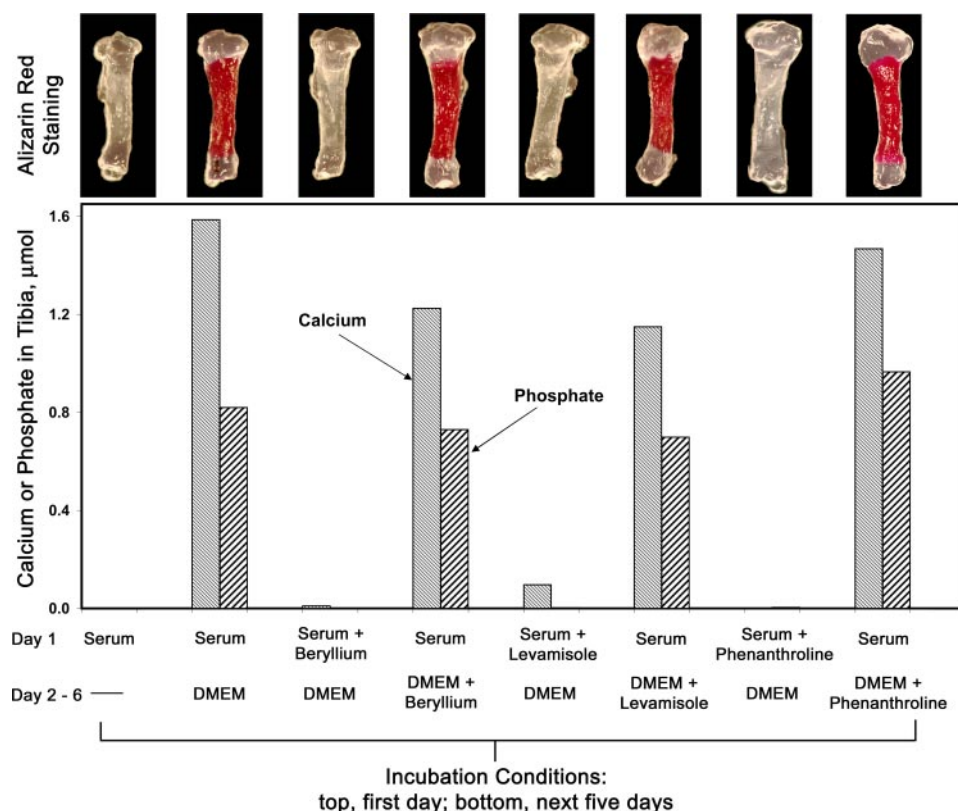 Alizarin Red
Staining
Calcium or Phosphate in Tibia, μmol
1.6
1.2
0.8
0.4
0.0
Calcium
Phosphate
Day 1 Serum Serum Serum + Beryllium Serum Serum + Levamisole Serum Serum + Phenanthroline Serum
Day 2 - 6 — DMEM DMEM DMEM + Beryllium DMEM DMEM + Levamisole DMEM DMEM + Phenanthroline
Incubation Conditions:
top, first day; bottom, next five days